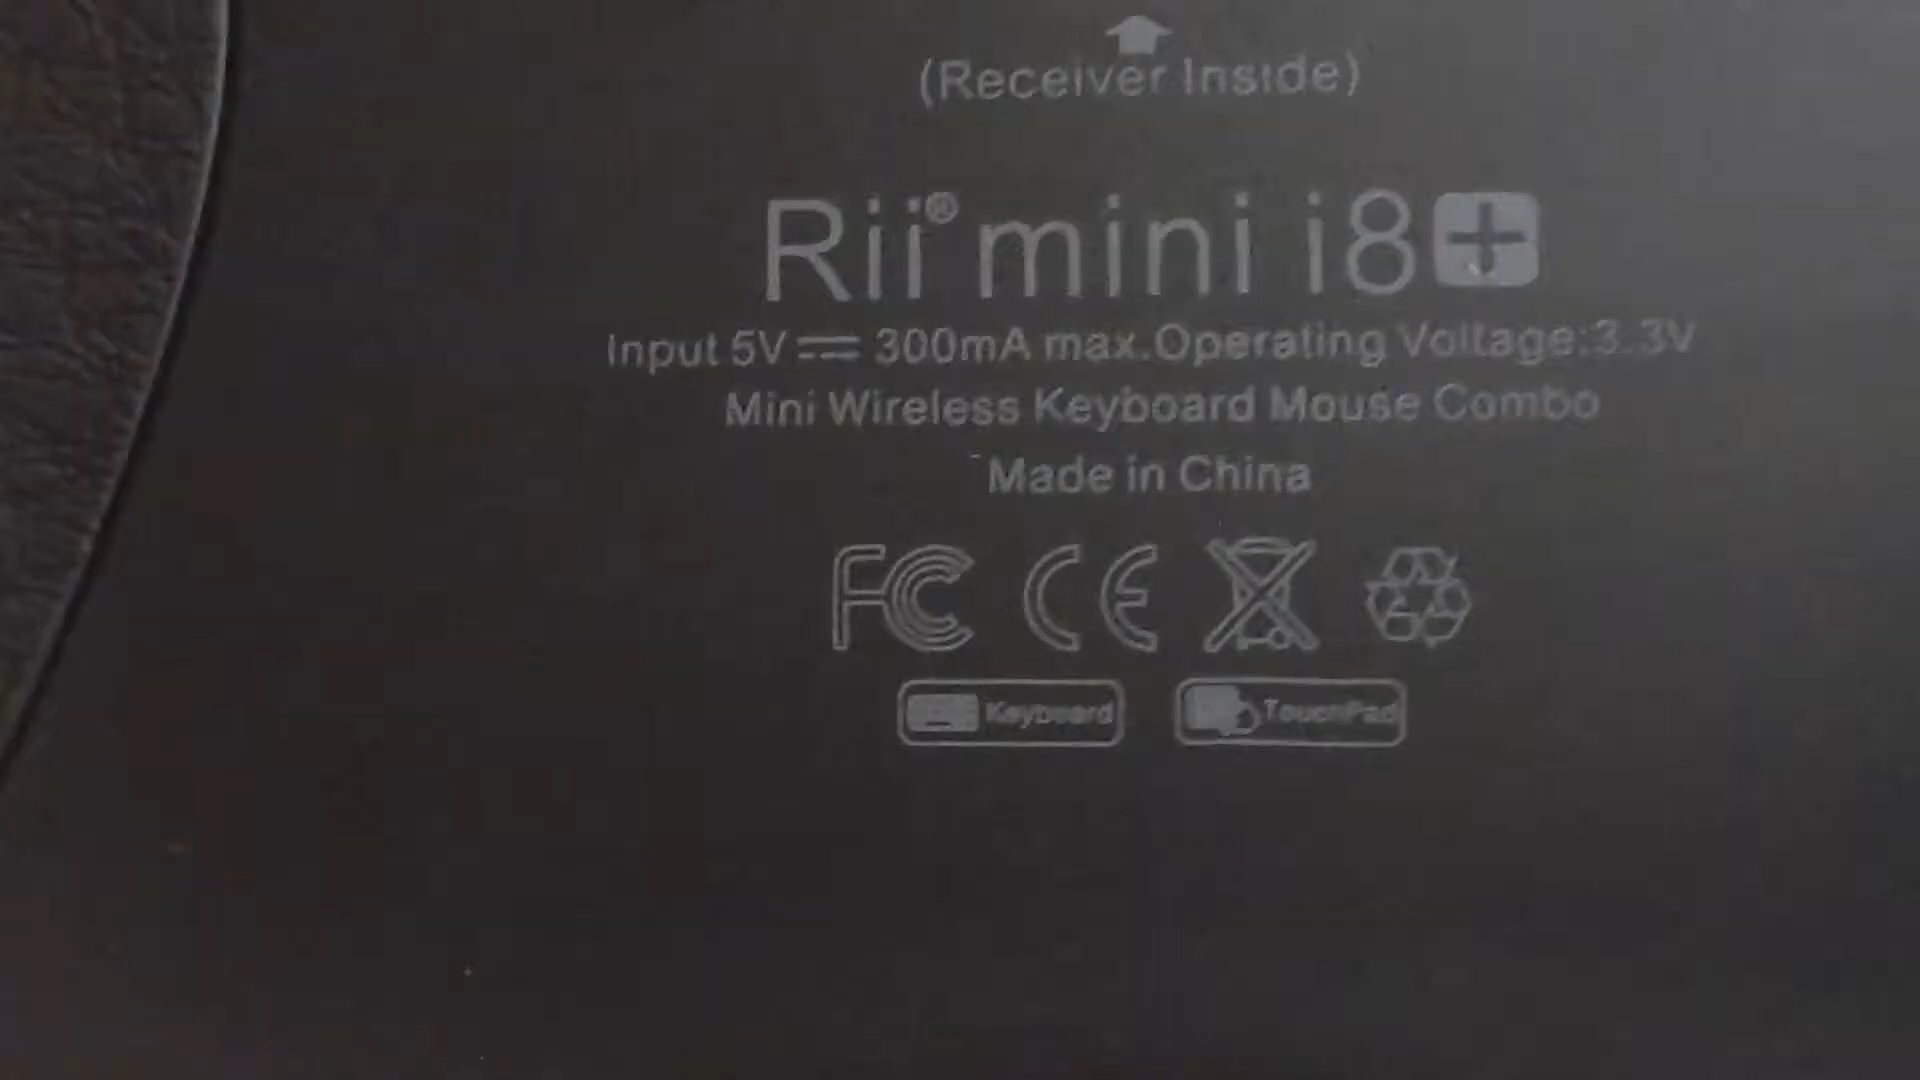 (Receiver Inside)
Rii® mini i8+
Input 5V⎓300mA max.Operating Voltage:3.3V
Mini Wireless Keyboard Mouse Combo
Made in China
FC CE
Keyboard TouchPad